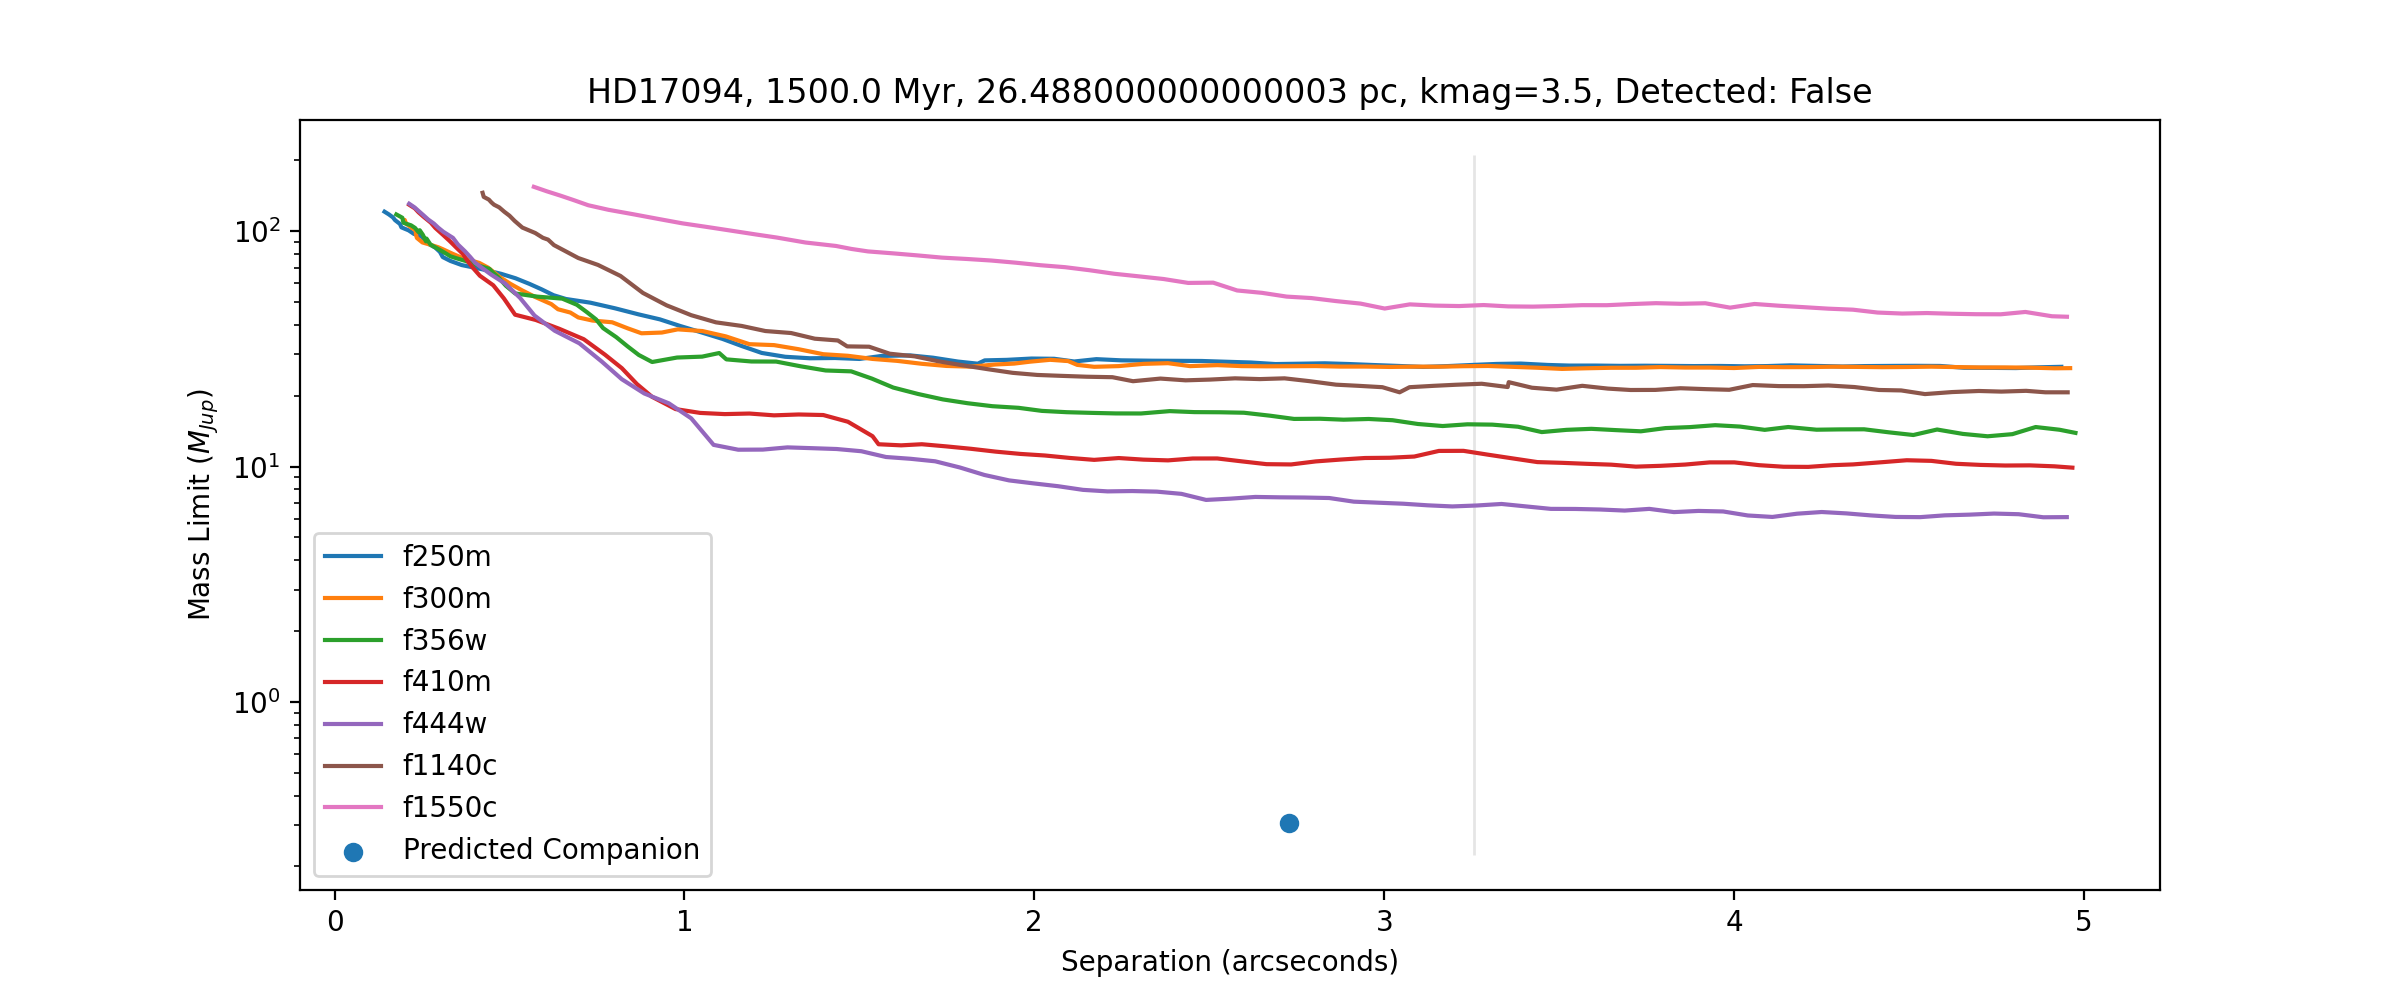 HD17094, 1500.0 Myr, 26.488000000000003 pc, kmag=3.5, Detected: False
Mass Limit (M_Jup)
10²
10¹
10⁰
f250m
f300m
f356w
f410m
f444w
f1140c
f1550c
Predicted Companion
0 1 2 3 4 5
Separation (arcseconds)